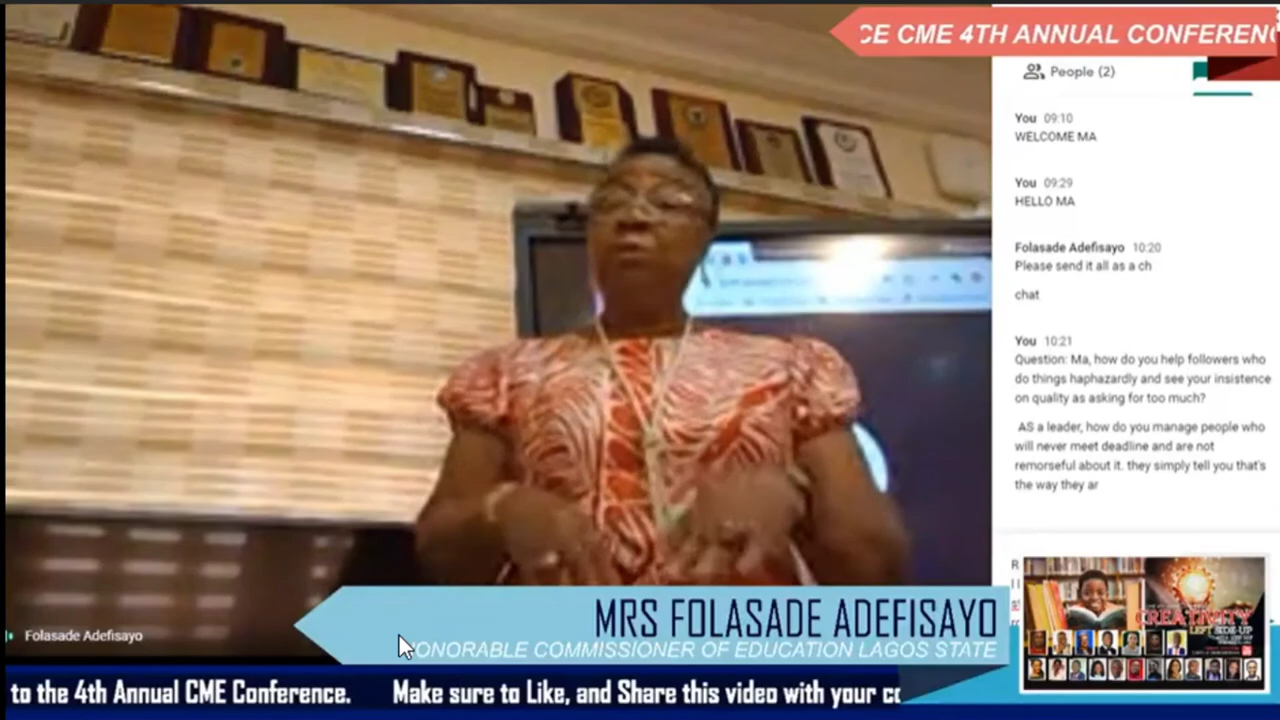 CE CME 4TH ANNUAL CONFEREN
People (2)
You 09:10
WELCOME MA
You 09:29
HELLO MA
Folasade Adefisayo 10:20
Please send it all as a ch
chat
You 10:21
Question: Ma, how do you help followers who
do things haphazardly and see your insistence
on quality as asking for too much?
AS a leader, how do you manage people who
will never meet deadline and are not
remorseful about it. they simply tell you that's
the way they ar
CREATIVITY
LEFT SIDE-UP
MRS FOLASADE ADEFISAYO
ONORABLE COMMISSIONER OF EDUCATION LAGOS STATE
Folasade Adefisayo
to the 4th Annual CME Conference. Make sure to Like, and Share this video with your co